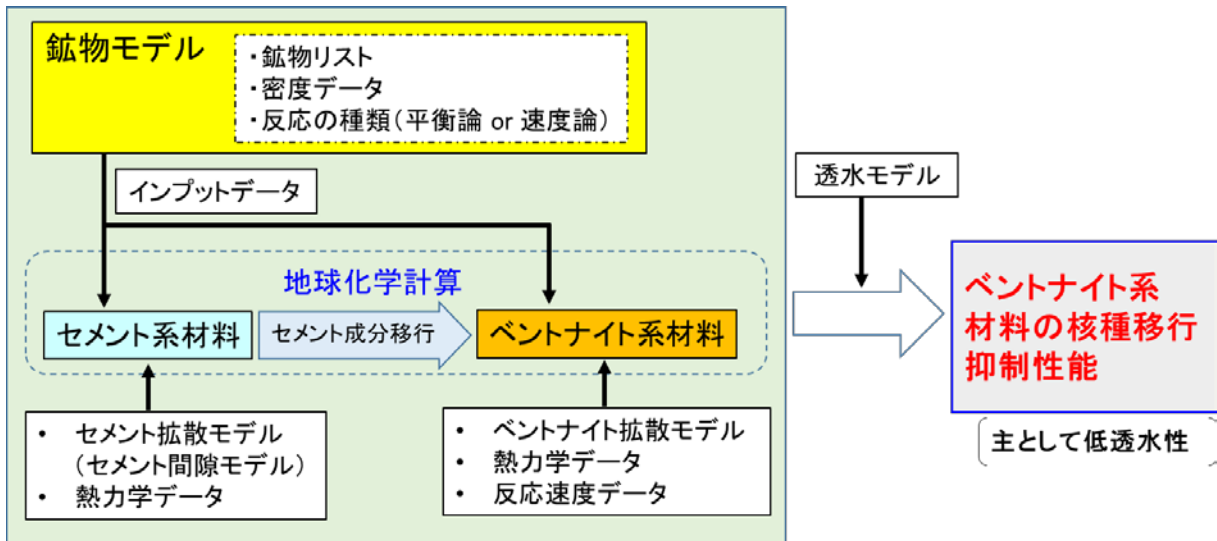 鉱物モデル
・鉱物リスト
・密度データ
・反応の種類（平衡論 or 速度論）
インプットデータ
透水モデル
地球化学計算
セメント系材料
セメント成分移行
ベントナイト系材料
ベントナイト系
材料の核種移行
抑制性能
主として低透水性
• セメント拡散モデル
（セメント間隙モデル）
• 熱力学データ
• ベントナイト拡散モデル
• 熱力学データ
• 反応速度データ